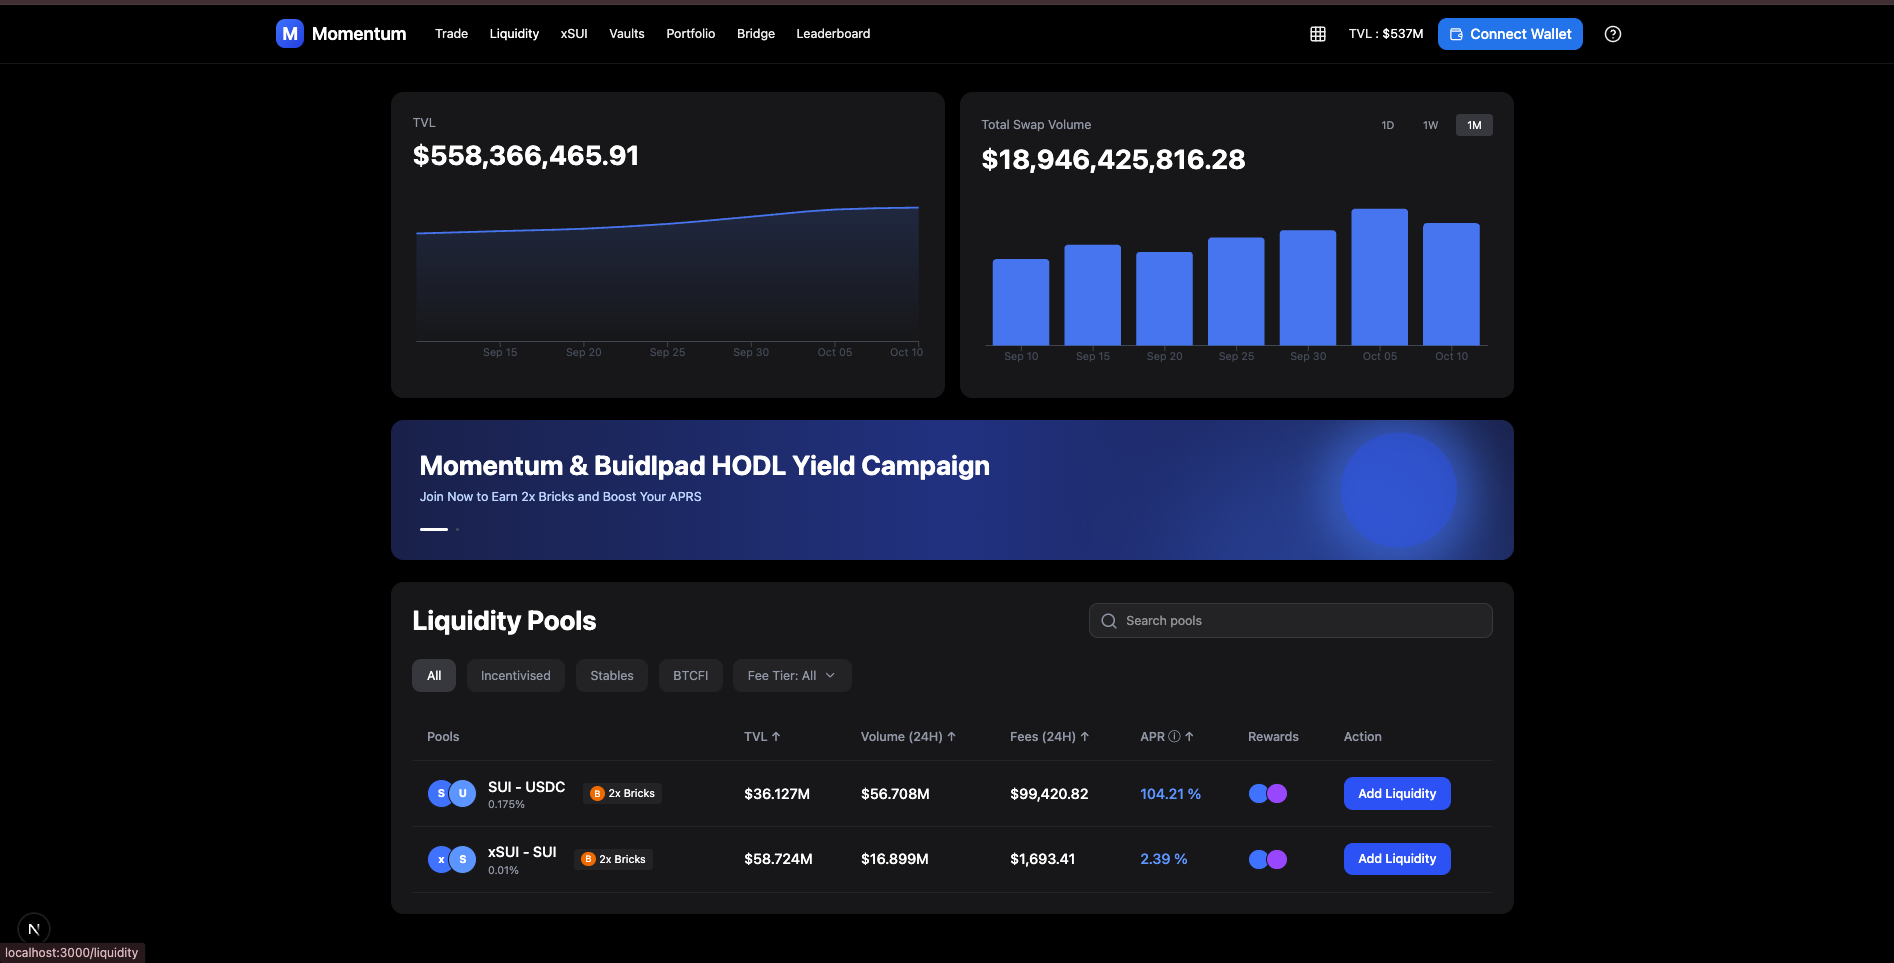 M Momentum Trade Liquidity xSUI Vaults Portfolio Bridge Leaderboard TVL : $537M Connect Wallet ?
TVL
$558,366,465.91
Sep 15 Sep 20 Sep 25 Sep 30 Oct 05 Oct 10
Total Swap Volume 1D 1W 1M
$18,946,425,816.28
Sep 10 Sep 15 Sep 20 Sep 25 Sep 30 Oct 05 Oct 10
Momentum & Buidlpad HODL Yield Campaign
Join Now to Earn 2x Bricks and Boost Your APRS
Liquidity Pools Search pools
All Incentivised Stables BTCFI Fee Tier: All
Pools TVL ↑ Volume (24H) ↑ Fees (24H) ↑ APR ⓘ ↑ Rewards Action
S U SUI - USDC B 2x Bricks $36.127M $56.708M $99,420.82 104.21 % Add Liquidity
0.175%
x S xSUI - SUI B 2x Bricks $58.724M $16.899M $1,693.41 2.39 % Add Liquidity
0.01%
N
localhost:3000/liquidity